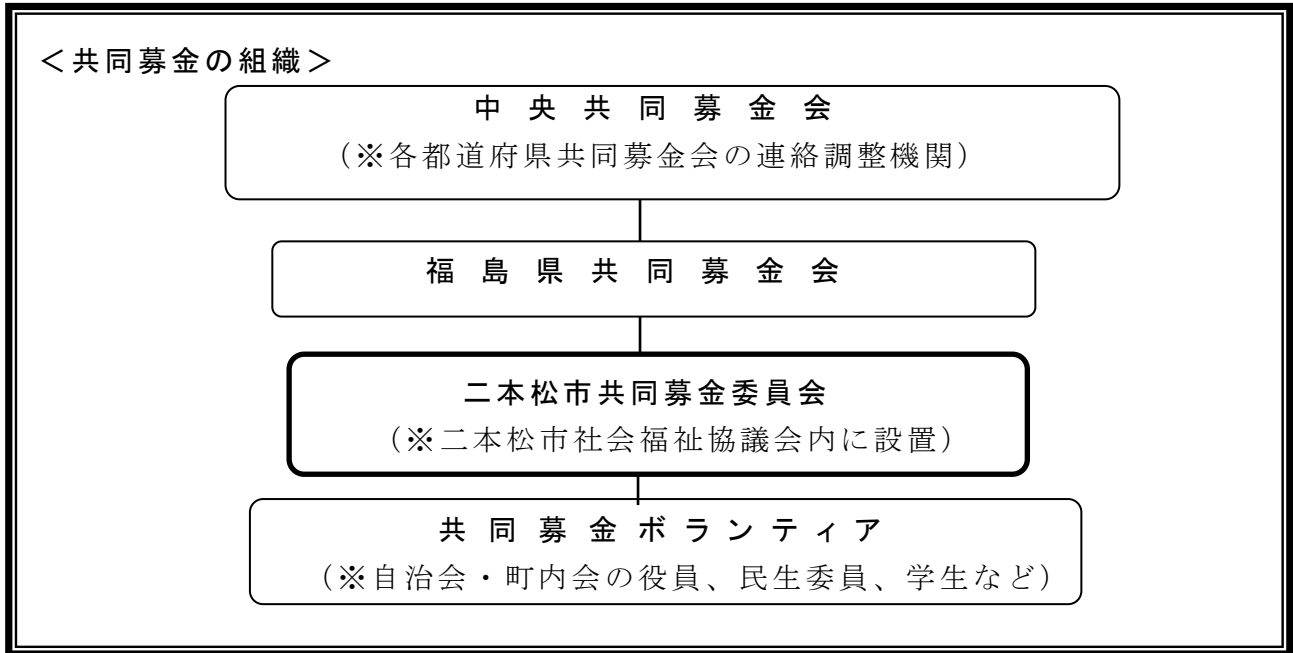 ＜共同募金の組織＞
中央共同募金会
（※各都道府県共同募金会の連絡調整機関）
福島県共同募金会
二本松市共同募金委員会
（※二本松市社会福祉協議会内に設置）
共同募金ボランティア
（※自治会・町内会の役員、民生委員、学生など）